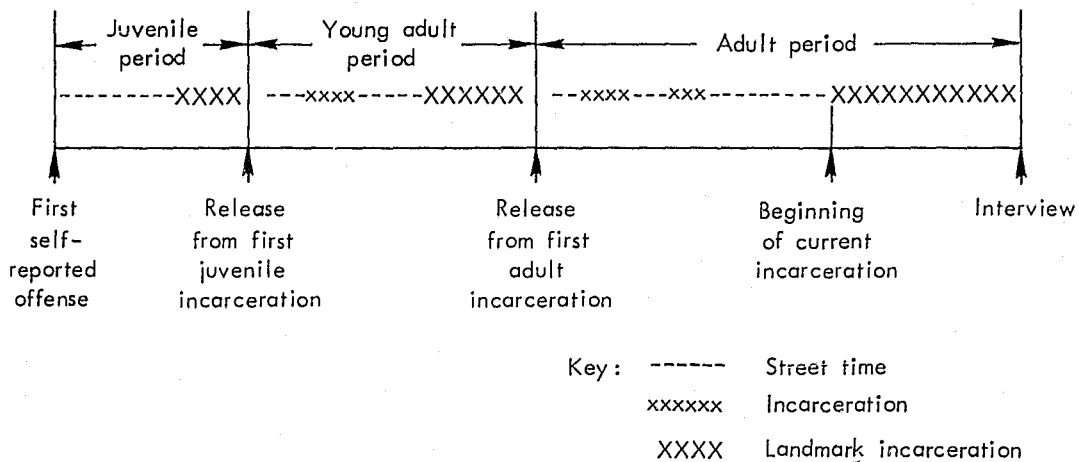 Juvenile period
Young adult period
Adult period
------------XXXX
----xxxx------XXXXXX
----xxxx----xxx------------XXXXXXXXXXX
First self-reported offense
Release from first juvenile incarceration
Release from first adult incarceration
Beginning of current incarceration
Interview
Key: ------ Street time
xxxxxx Incarceration
XXXX Landmark incarceration